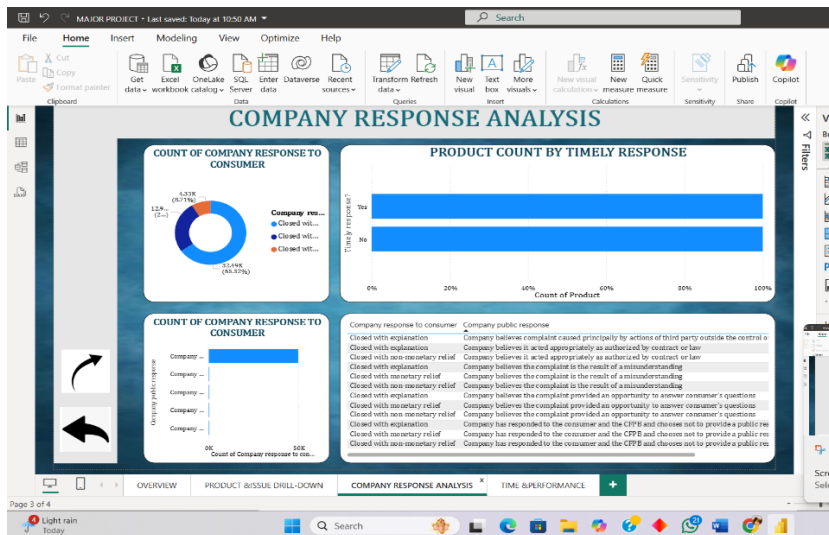 MAJOR PROJECT • Last saved: Today at 10:50 AM
Search
File Home Insert Modeling View Optimize Help
Paste
Cut
Copy
Format painter
Clipboard
Get data
Excel workbook
OneLake catalog
SQL Server
Enter data
Dataverse
Recent sources
Data
Transform data
Refresh
Queries
New visual
Text box
More visuals
Insert
New visual calculation
New measure
Quick measure
Calculations
Sensitivity
Sensitivity
Publish
Share
Copilot
Copilot
Filters
COMPANY RESPONSE ANALYSIS
COUNT OF COMPANY RESPONSE TO
CONSUMER
4.33K
(8.71%)
12.9...
(2...)
(65.32%)
Company res...
Closed wit...
Closed wit...
Closed wit...
PRODUCT COUNT BY TIMELY RESPONSE
Timely response?
Yes
No
0% 20% 40% 60% 80% 100%
Count of Product
COUNT OF COMPANY RESPONSE TO
CONSUMER
Company public response
Company ...
Company ...
Company ...
Company ...
Company ...
0K 50K
Count of Company response to con...
Company response to consumer Company public response
Closed with explanation Company believes complaint caused principally by actions of third party outside the control o
Closed with explanation Company believes it acted appropriately as authorized by contract or law
Closed with non-monetary relief Company believes it acted appropriately as authorized by contract or law
Closed with explanation Company believes the complaint is the result of a misunderstanding
Closed with monetary relief Company believes the complaint is the result of a misunderstanding
Closed with non-monetary relief Company believes the complaint is the result of a misunderstanding
Closed with explanation Company believes the complaint provided an opportunity to answer consumer's questions
Closed with monetary relief Company believes the complaint provided an opportunity to answer consumer's questions
Closed with non-monetary relief Company believes the complaint provided an opportunity to answer consumer's questions
Closed with explanation Company has responded to the consumer and the CFPB and chooses not to provide a public res
Closed with monetary relief Company has responded to the consumer and the CFPB and chooses not to provide a public res
Closed with non-monetary relief Company has responded to the consumer and the CFPB and chooses not to provide a public res
OVERVIEW PRODUCT &ISSUE DRILL-DOWN COMPANY RESPONSE ANALYSIS TIME &PERFORMANCE
Page 3 of 4
Light rain
Today
Search